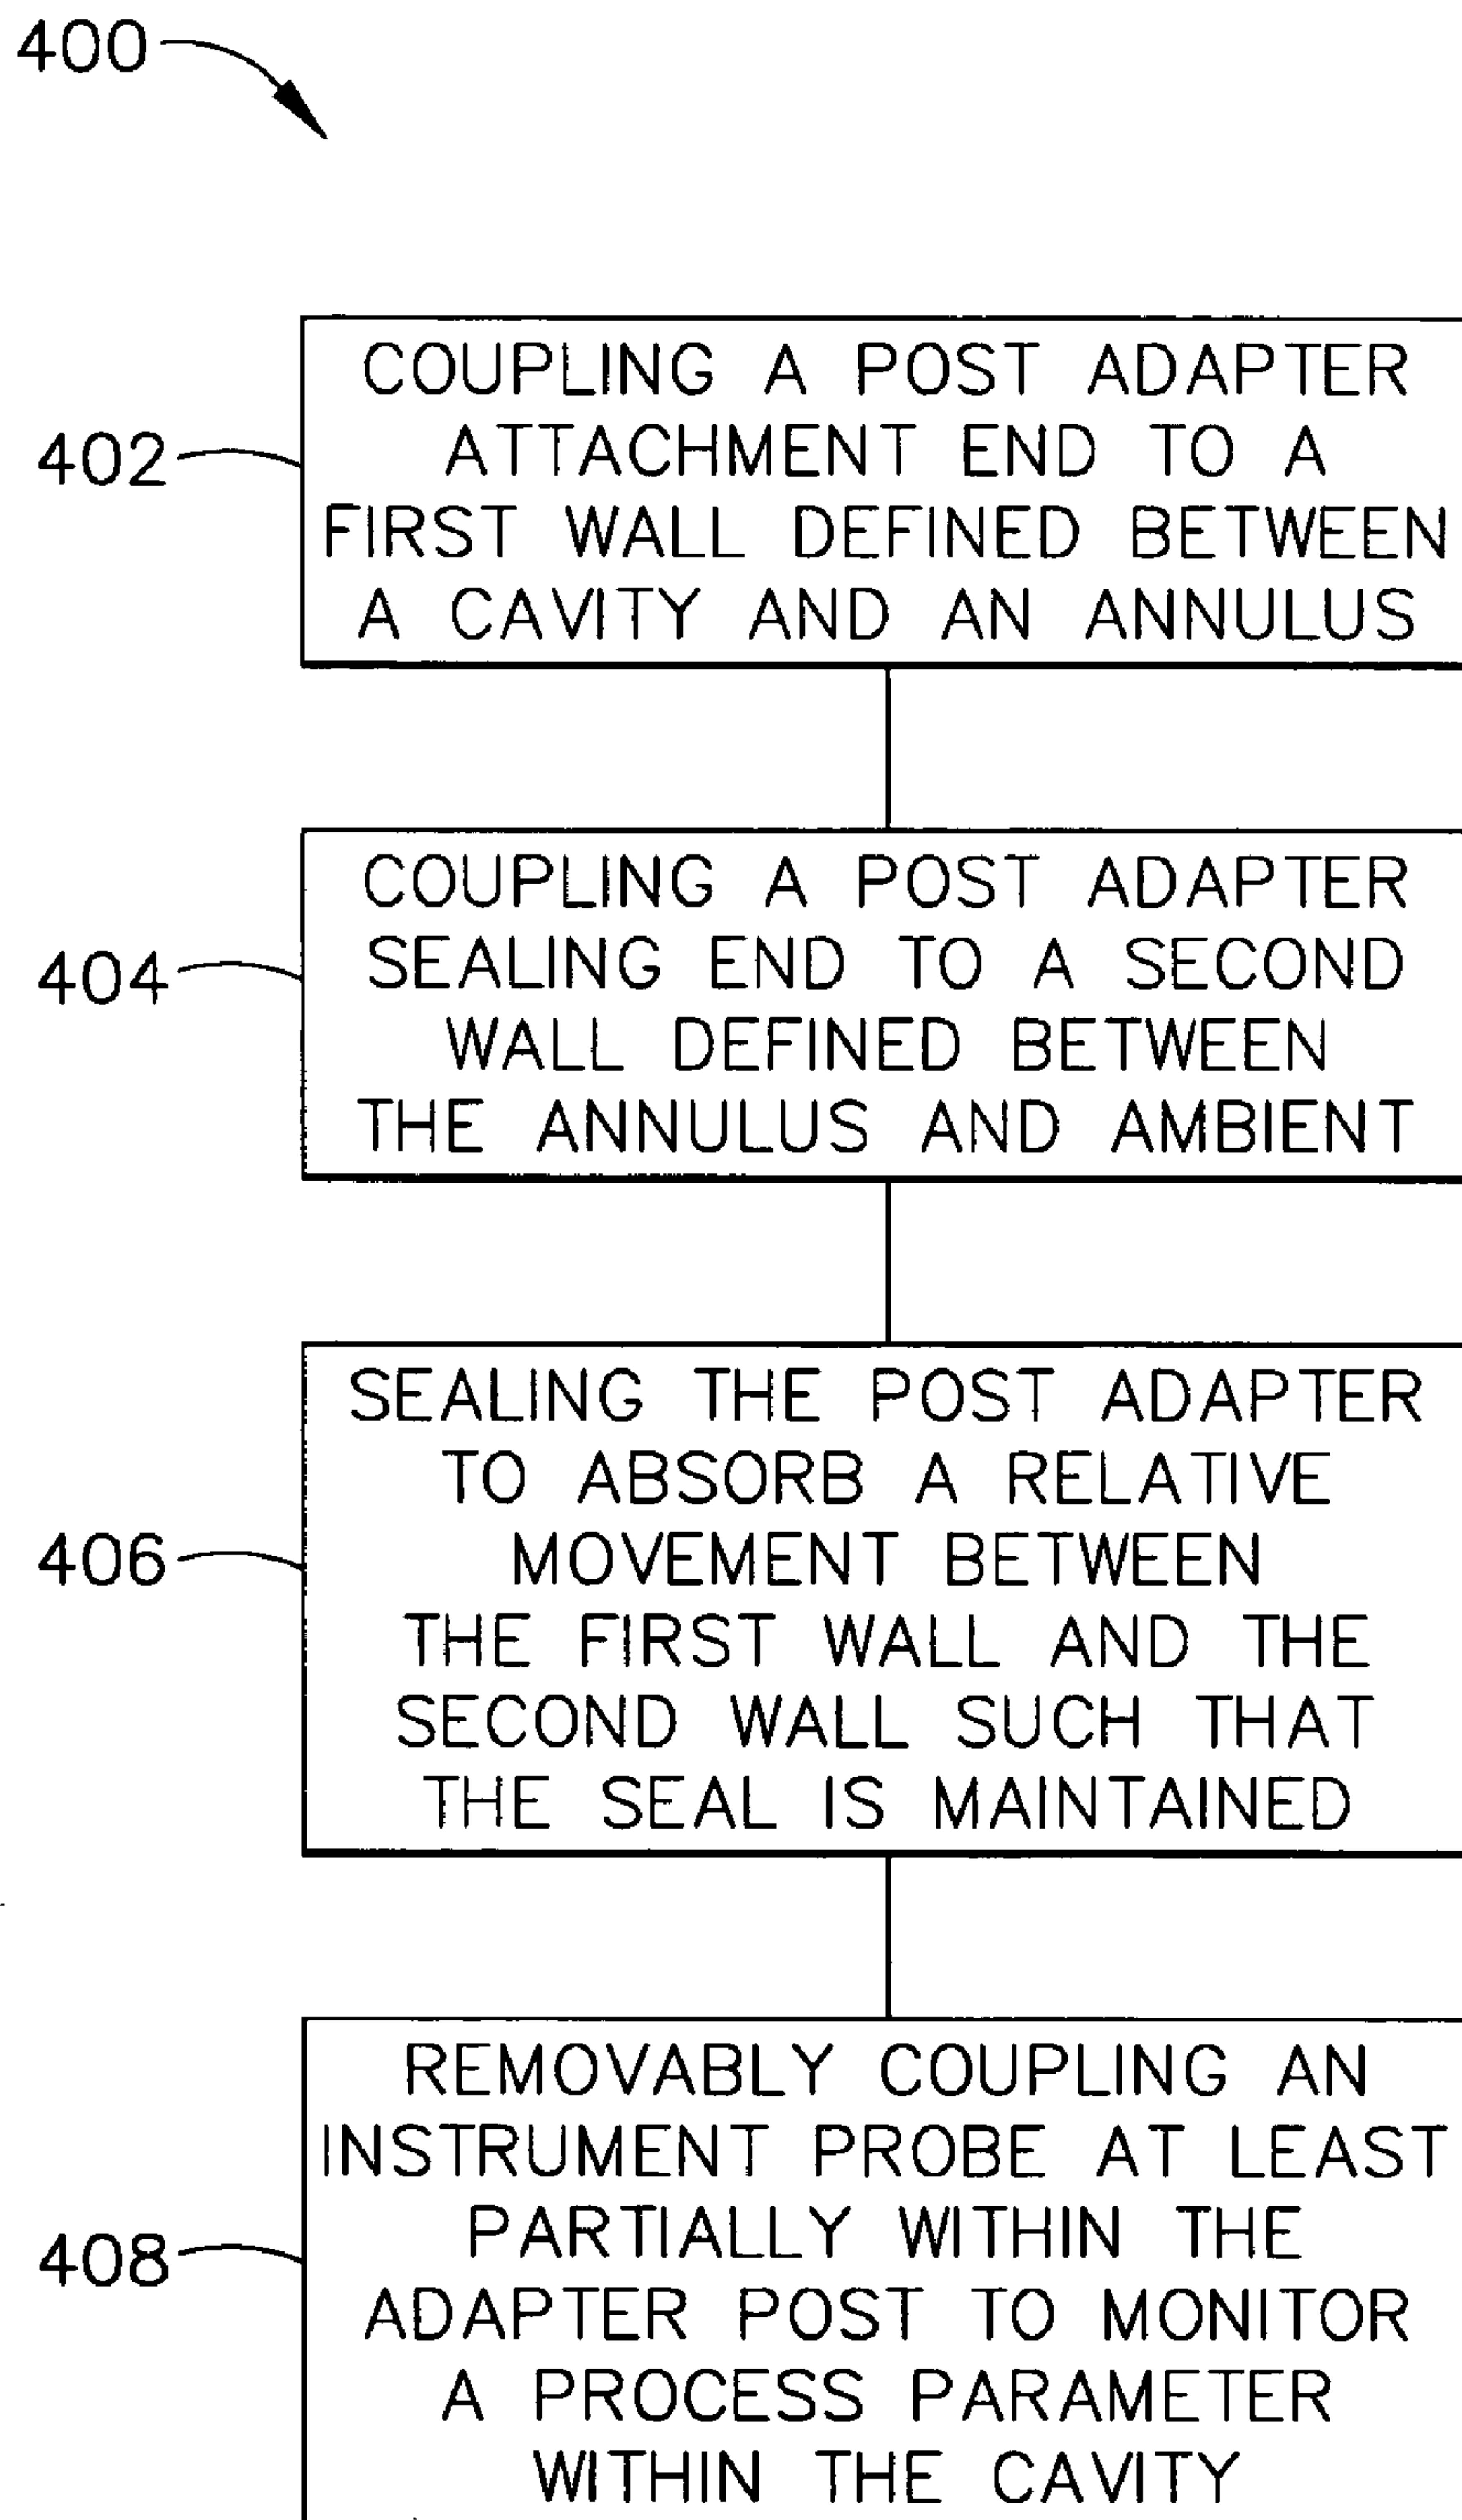 400
402
COUPLING A POST ADAPTER
ATTACHMENT END TO A
FIRST WALL DEFINED BETWEEN
A CAVITY AND AN ANNULUS
404
COUPLING A POST ADAPTER
SEALING END TO A SECOND
WALL DEFINED BETWEEN
THE ANNULUS AND AMBIENT
406
SEALING THE POST ADAPTER
TO ABSORB A RELATIVE
MOVEMENT BETWEEN
THE FIRST WALL AND THE
SECOND WALL SUCH THAT
THE SEAL IS MAINTAINED
408
REMOVABLY COUPLING AN
INSTRUMENT PROBE AT LEAST
PARTIALLY WITHIN THE
ADAPTER POST TO MONITOR
A PROCESS PARAMETER
WITHIN THE CAVITY